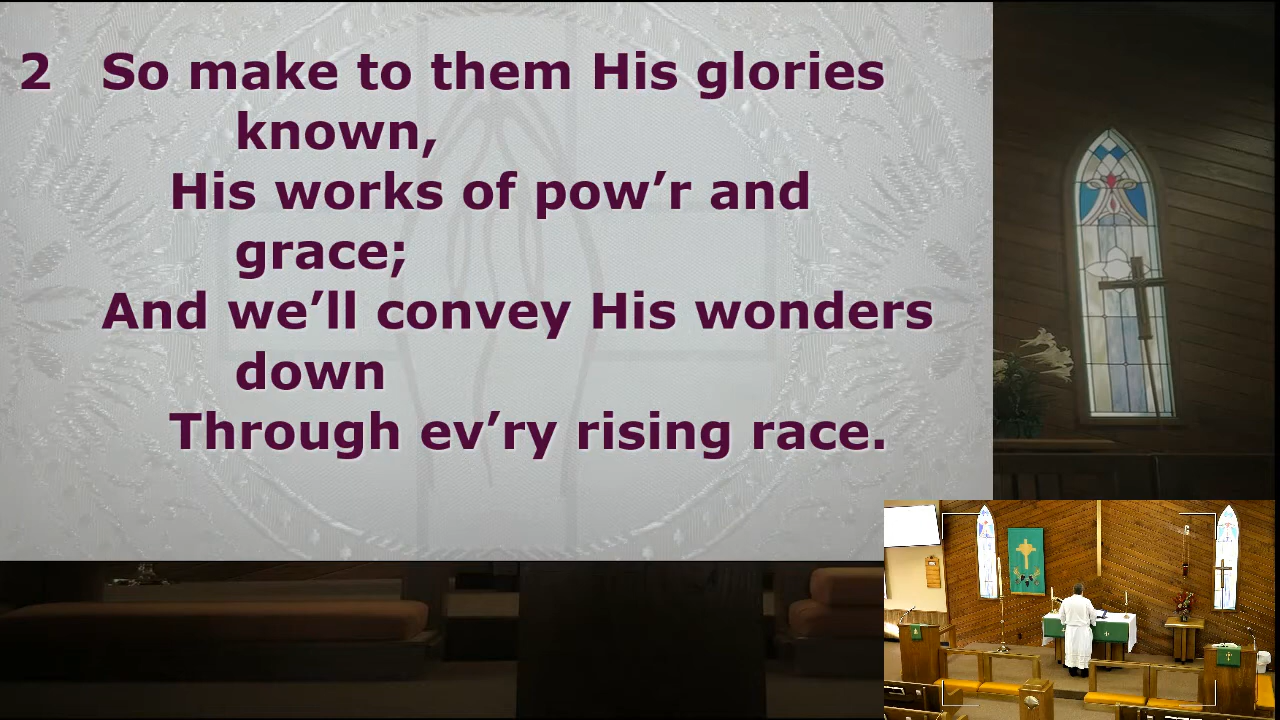 2 So make to them His glories
known,
His works of pow’r and
grace;
And we’ll convey His wonders
down
Through ev’ry rising race.